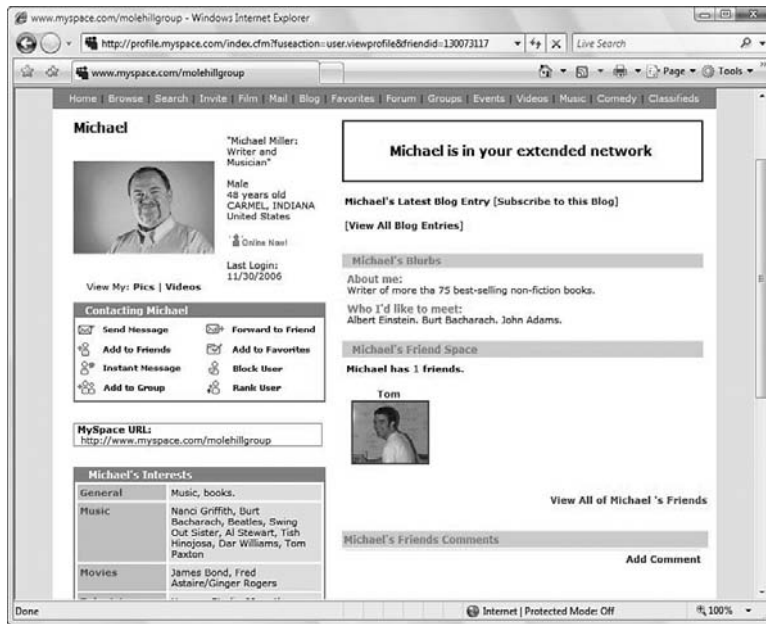 www.myspace.com/molehillgroup - Windows Internet Explorer
http://profile.myspace.com/index.cfm?fuseaction=user.viewprofile&friendid=130073117
Live Search
www.myspace.com/molehillgroup
Page
Tools
Home | Browse | Search | Invite | Film | Mail | Blog | Favorites | Forum | Groups | Events | Videos | Music | Comedy | Classifieds
Michael
"Michael Miller:
Writer and
Musician"
Male
48 years old
CARMEL, INDIANA
United States
Online Now!
Last Login:
11/30/2006
View My: Pics | Videos
Contacting Michael
Send Message
Forward to Friend
Add to Friends
Add to Favorites
Instant Message
Block User
Add to Group
Rank User
MySpace URL:
http://www.myspace.com/molehillgroup
Michael's Interests
General
Music, books.
Music
Nanci Griffith, Burt
Bacharach, Beatles, Swing
Out Sister, Al Stewart, Tish
Hinojosa, Dar Williams, Tom
Paxton
Movies
James Bond, Fred
Astaire/Ginger Rogers
Michael is in your extended network
Michael's Latest Blog Entry [Subscribe to this Blog]
[View All Blog Entries]
Michael's Blurbs
About me:
Writer of more tha 75 best-selling non-fiction books.
Who I'd like to meet:
Albert Einstein. Burt Bacharach. John Adams.
Michael's Friend Space
Michael has 1 friends.
Tom
View All of Michael 's Friends
Michael's Friends Comments
Add Comment
Done
Internet | Protected Mode: Off
100%